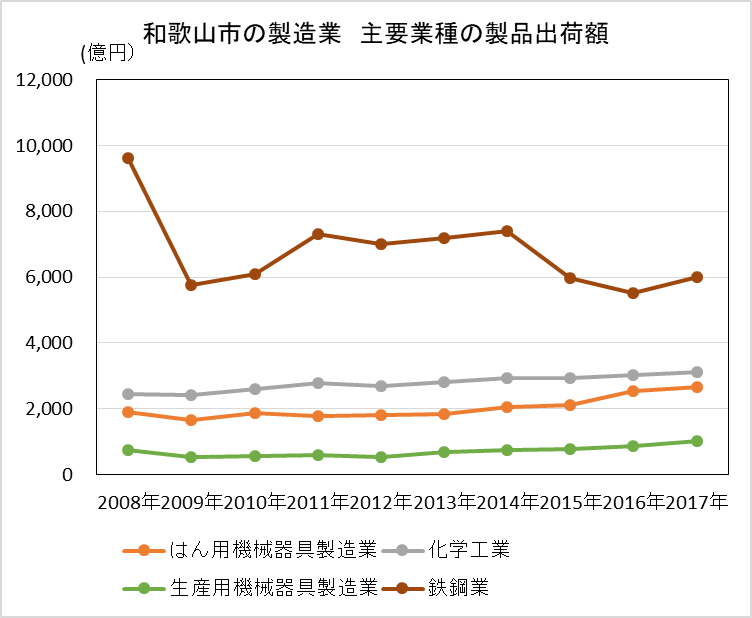 和歌山市の製造業　主要業種の製品出荷額
(億円)
12,000
10,000
8,000
6,000
4,000
2,000
0
2008年 2009年 2010年 2011年 2012年 2013年 2014年 2015年 2016年 2017年
はん用機械器具製造業 化学工業
生産用機械器具製造業 鉄鋼業